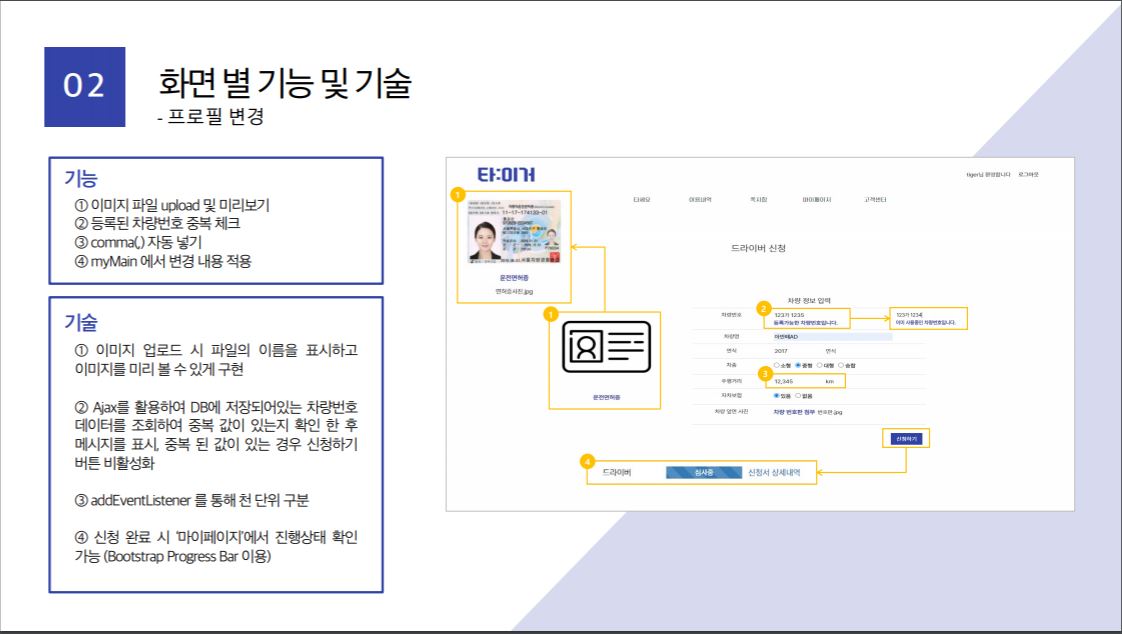 02
화면 별 기능 및 기술
- 프로필 변경
기능
① 이미지 파일 upload 및 미리보기
② 등록된 차량번호 중복 체크
③ comma(,) 자동 넣기
④ myMain 에서 변경 내용 적용
기술
① 이미지 업로드 시 파일의 이름을 표시하고
이미지를 미리 볼 수 있게 구현
② Ajax를 활용하여 DB에 저장되어있는 차량번호
데이터를 조회하여 중복 값이 있는지 확인 한 후
메시지를 표시, 중복 된 값이 있는 경우 신청하기
버튼 비활성화
③ addEventListener 를 통해 천 단위 구분
④ 신청 완료 시 '마이페이지'에서 진행상태 확인
가능 (Bootstrap Progress Bar 이용)
타:이거
tiger님 환영합니다 로그아웃
타세요 이용내역 쪽지함 마이페이지 고객센터
드라이버 신청
1
11-17-174133-01
운전면허증
면허증사진.jpg
1
운전면허증
차량 정보 입력
2
차량번호 123가 1235
등록가능한 차량번호입니다.
123가 1234
이미 사용중인 차량번호입니다.
차량명 아반떼AD
연식 2017 연식
차종 소형 중형 대형 승합
3
주행거리 12,345 km
자차보험 있음 없음
차량 앞면 사진 차량 번호판 첨부 번호판.jpg
신청하기
4
드라이버 심사중 신청서 상세내역